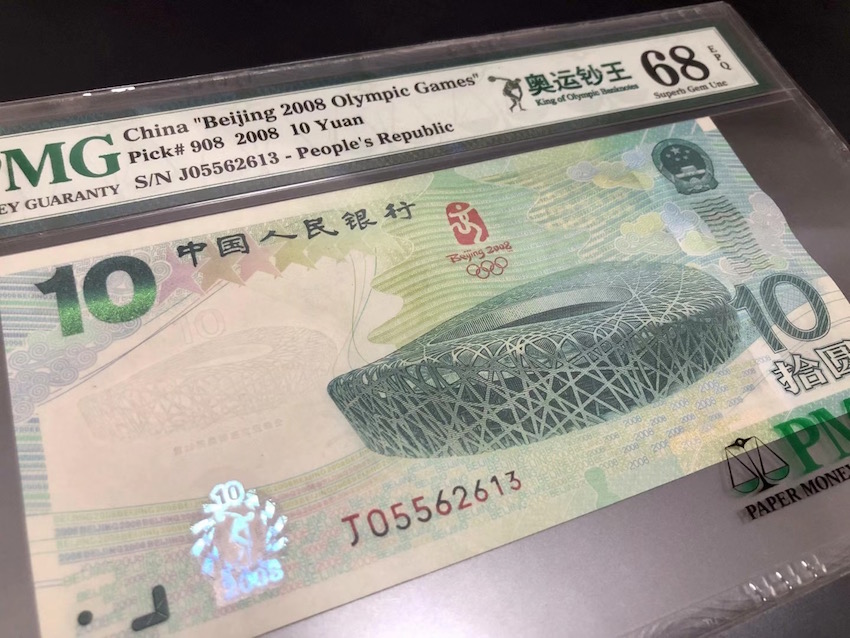 PMG
EY GUARANTY
China "Beijing 2008 Olympic Games"
Pick# 908 2008 10 Yuan
S/N J05562613 - People's Republic
奥运钞王
King of Olympic Banknotes
68
EPQ
Superb Gem Unc
中国人民银行
10
Beijing 2008
10
拾圆
10
2008
J05562613
PM
PAPER MONEY